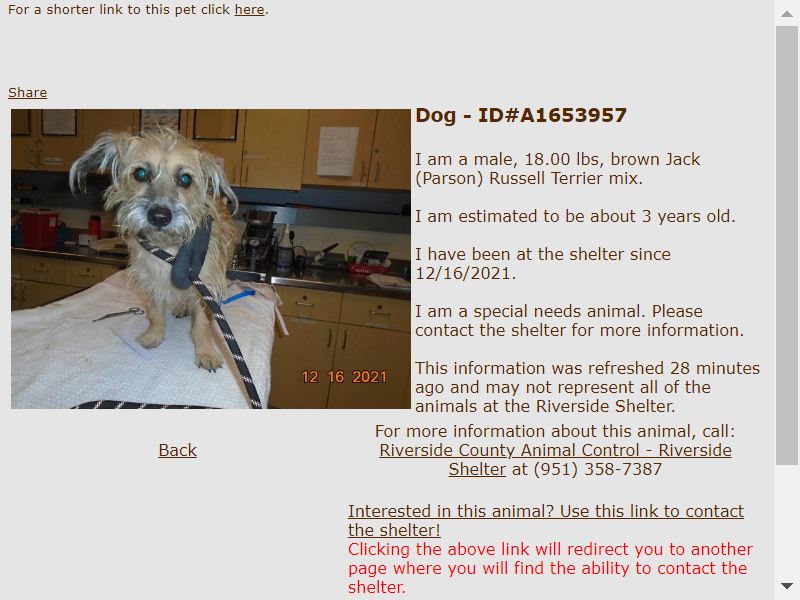 For a shorter link to this pet click here.
Share
Dog - ID#A1653957
I am a male, 18.00 lbs, brown Jack
(Parson) Russell Terrier mix.
I am estimated to be about 3 years old.
I have been at the shelter since
12/16/2021.
I am a special needs animal. Please
contact the shelter for more information.
This information was refreshed 28 minutes
ago and may not represent all of the
animals at the Riverside Shelter.
12 16 2021
Back
For more information about this animal, call:
Riverside County Animal Control - Riverside
Shelter at (951) 358-7387
Interested in this animal? Use this link to contact
the shelter!
Clicking the above link will redirect you to another
page where you will find the ability to contact the
shelter.